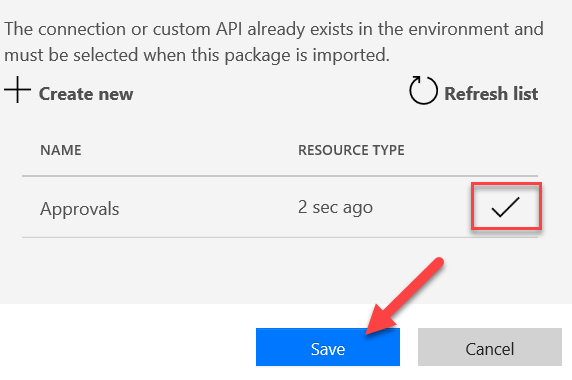 The connection or custom API already exists in the environment and
must be selected when this package is imported.
Create new
Refresh list
NAME
RESOURCE TYPE
Approvals
2 sec ago
Save
Cancel